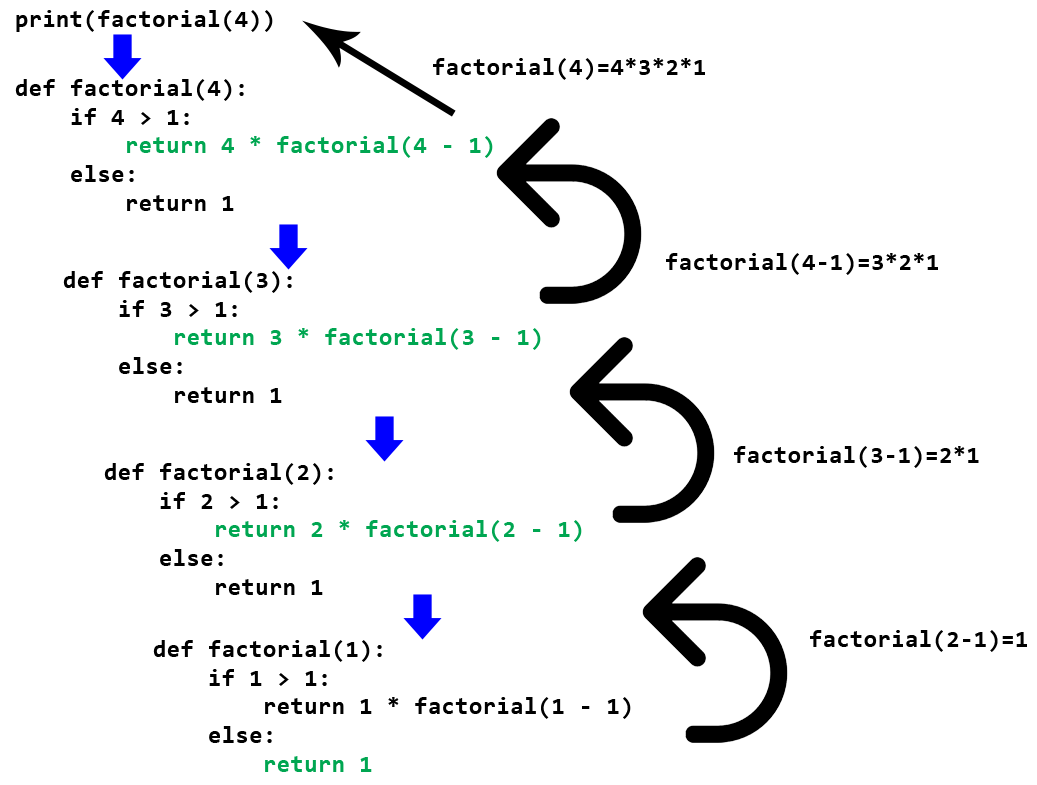 print(factorial(4))
factorial(4)=4*3*2*1
def factorial(4):
if 4 > 1:
return 4 * factorial(4 - 1)
else:
return 1
factorial(4-1)=3*2*1
def factorial(3):
if 3 > 1:
return 3 * factorial(3 - 1)
else:
return 1
factorial(3-1)=2*1
def factorial(2):
if 2 > 1:
return 2 * factorial(2 - 1)
else:
return 1
factorial(2-1)=1
def factorial(1):
if 1 > 1:
return 1 * factorial(1 - 1)
else:
return 1